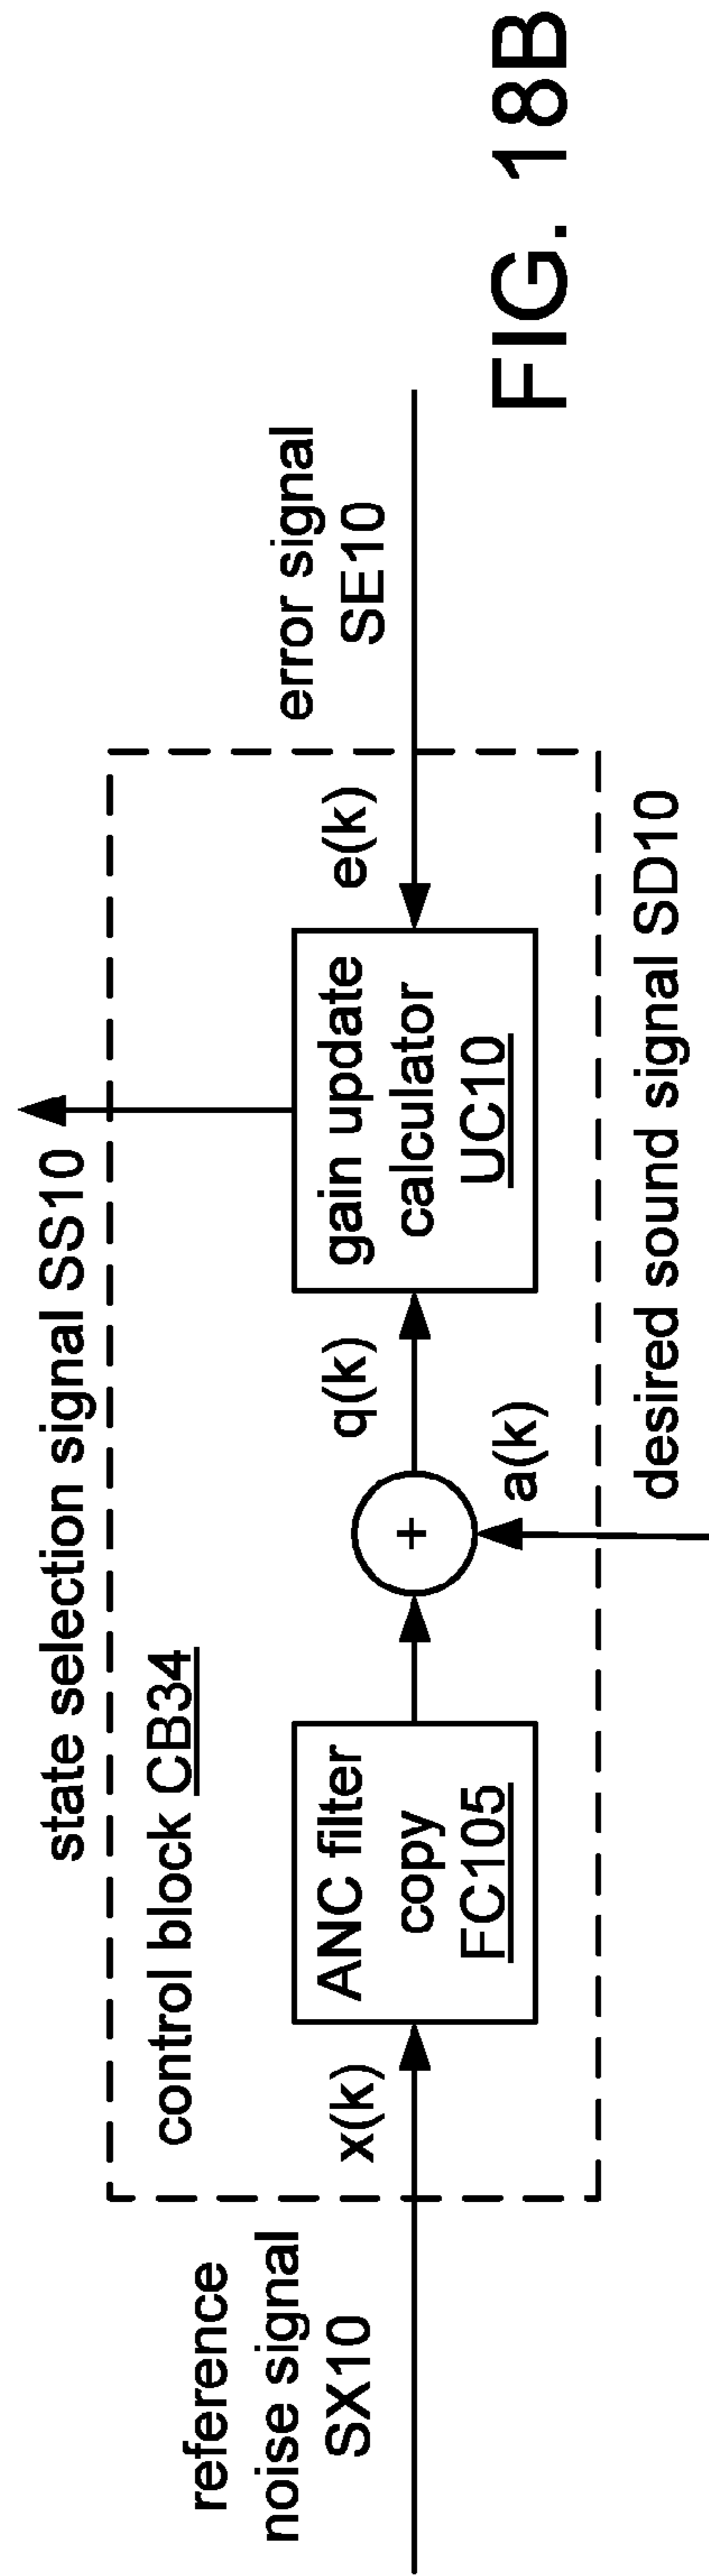 state selection signal SS10
control block CB34
reference
noise signal
SX10
x(k)
ANC filter
copy
FC105
+
a(k)
q(k)
gain update
calculator
UC10
e(k)
error signal
SE10
desired sound signal SD10
FIG. 18B